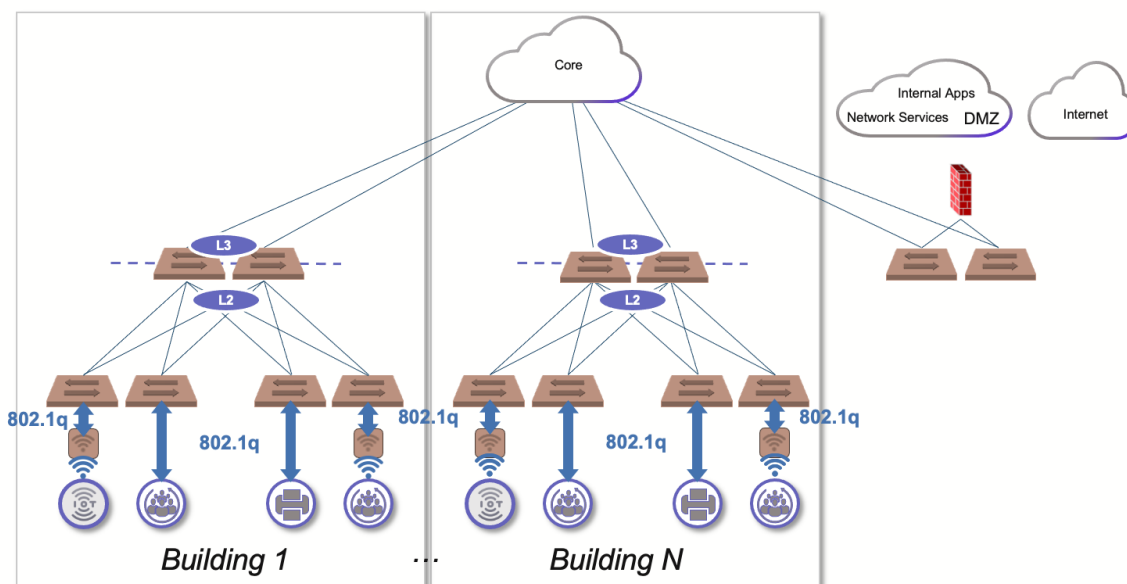 Core
Internal Apps
Network Services DMZ
Internet
L3
L3
L2
L2
802.1q
802.1q
802.1q
802.1q
802.1q
802.1q
I T
I T
Building 1
...
Building N